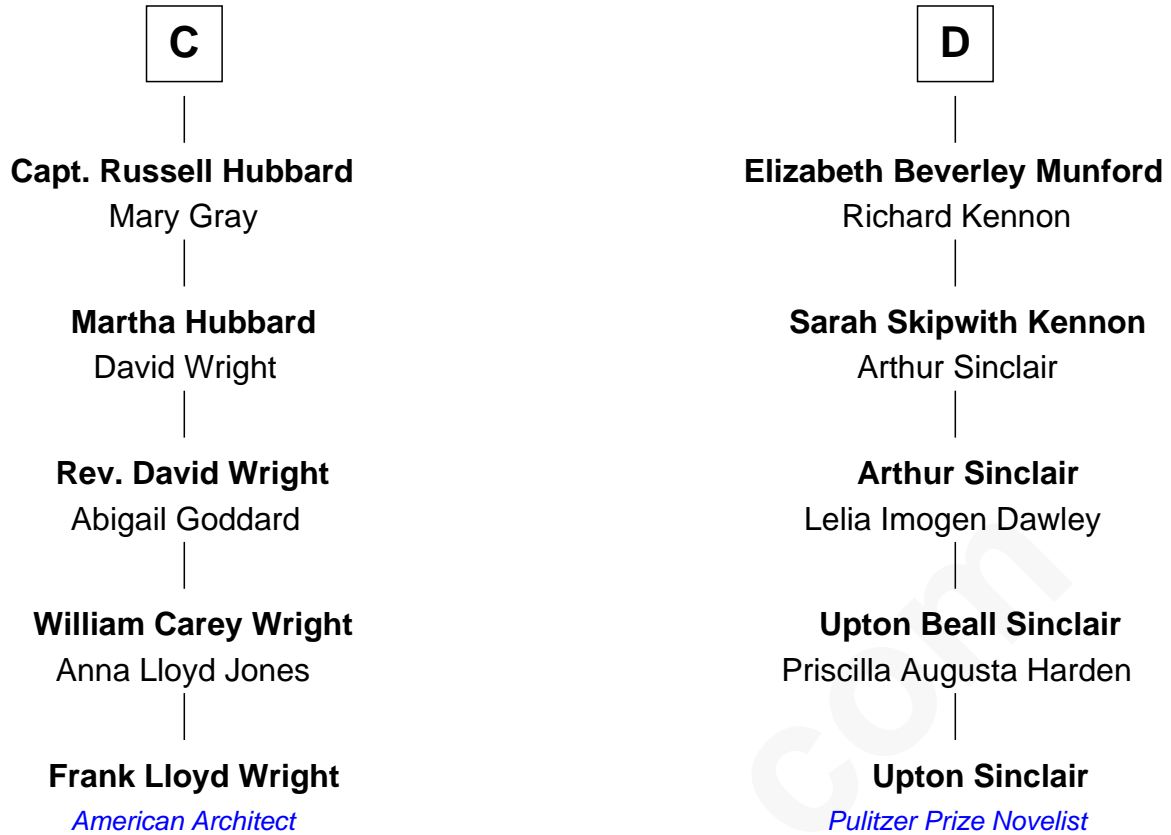 C
Capt. Russell Hubbard
Mary Gray
Martha Hubbard
David Wright
Rev. David Wright
Abigail Goddard
William Carey Wright
Anna Lloyd Jones
Frank Lloyd Wright
American Architect
D
Elizabeth Beverley Munford
Richard Kennon
Sarah Skipwith Kennon
Arthur Sinclair
Arthur Sinclair
Lelia Imogen Dawley
Upton Beall Sinclair
Priscilla Augusta Harden
Upton Sinclair
Pulitzer Prize Novelist
com